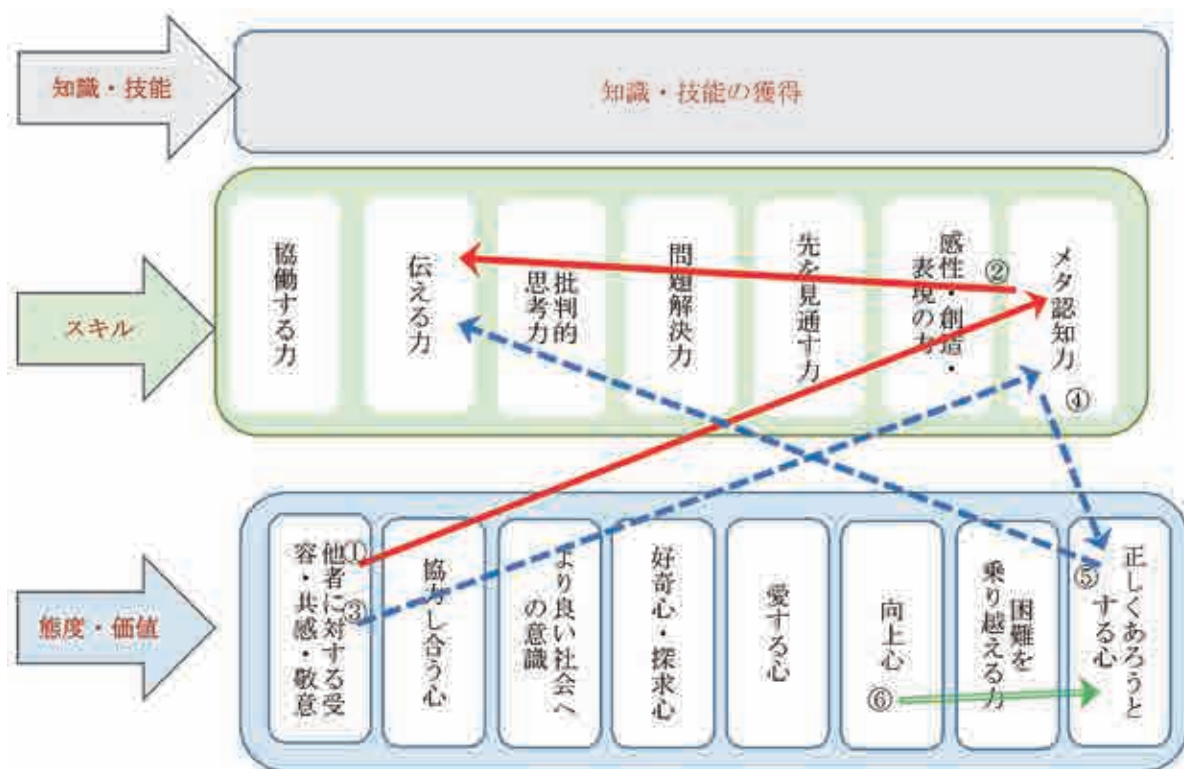 知識・技能
知識・技能の獲得
スキル
協働する力
伝える力
批判的
思考力
問題解決力
先を見通す力
感性・創造・
表現の力
②
メタ認知力
④
態度・価値
①
③
他者に対する受
容・共感・敬意
協力し合う心
より良い社会へ
の意識
好奇心・探求心
愛する心
向上心
⑥
困難を
乗り越える力
正しくあろうと
する心
⑤